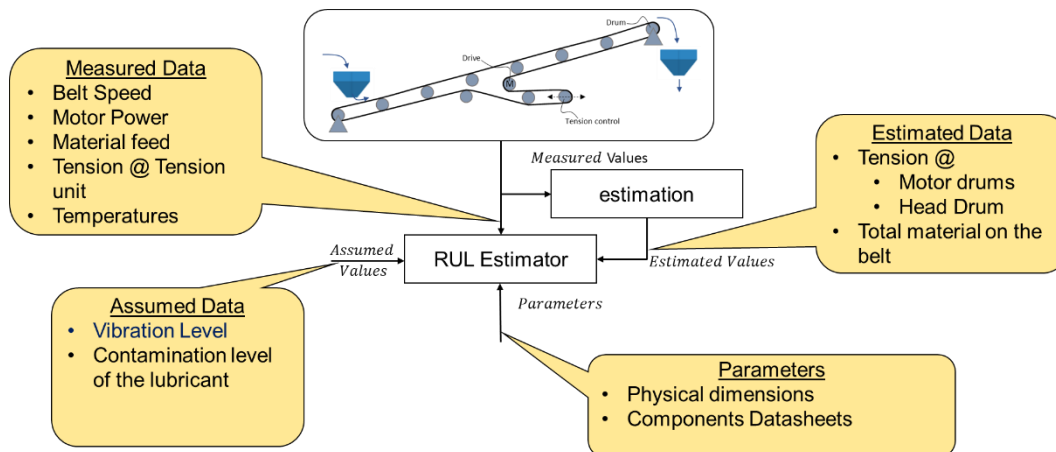 Drum
Drive
M
Tension control
Measured Data
• Belt Speed
• Motor Power
• Material feed
• Tension @ Tension
unit
• Temperatures
Measured Values
estimation
Estimated Data
• Tension @
• Motor drums
• Head Drum
• Total material on the
belt
Assumed
Values
RUL Estimator
Estimated Values
Parameters
Assumed Data
• Vibration Level
• Contamination level
of the lubricant
Parameters
• Physical dimensions
• Components Datasheets